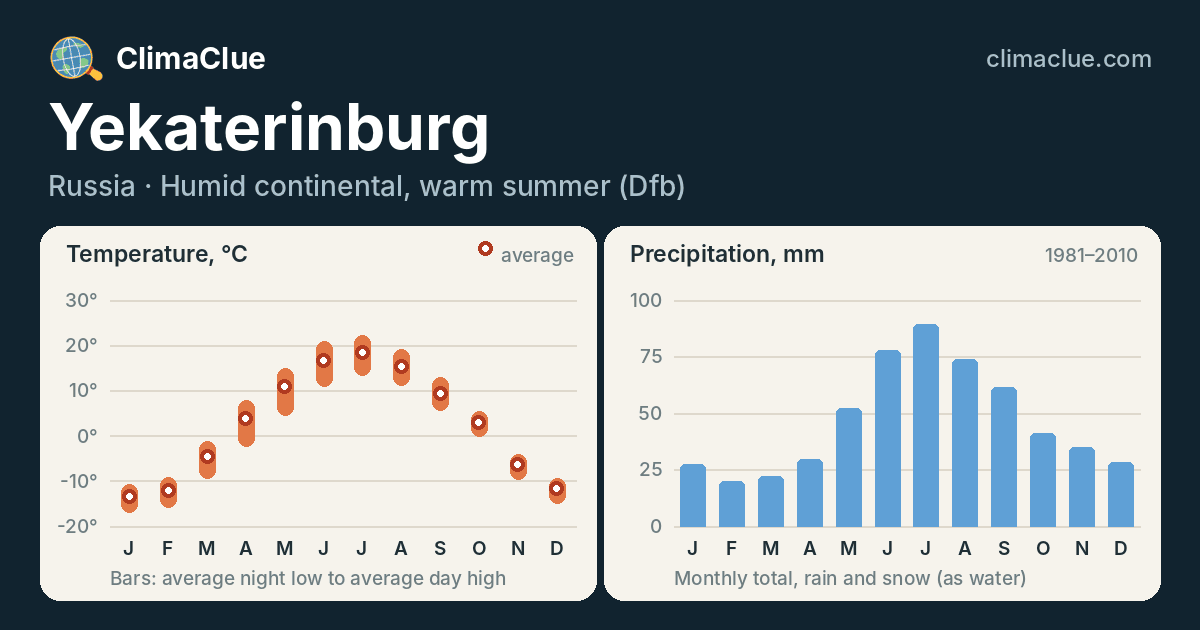 ClimaClue
climaclue.com
Yekaterinburg
Russia · Humid continental, warm summer (Dfb)
Temperature, °C
average
30°
20°
10°
0°
-10°
-20°
J F M A M J J A S O N D
Bars: average night low to average day high
Precipitation, mm
1981–2010
100
75
50
25
0
J F M A M J J A S O N D
Monthly total, rain and snow (as water)